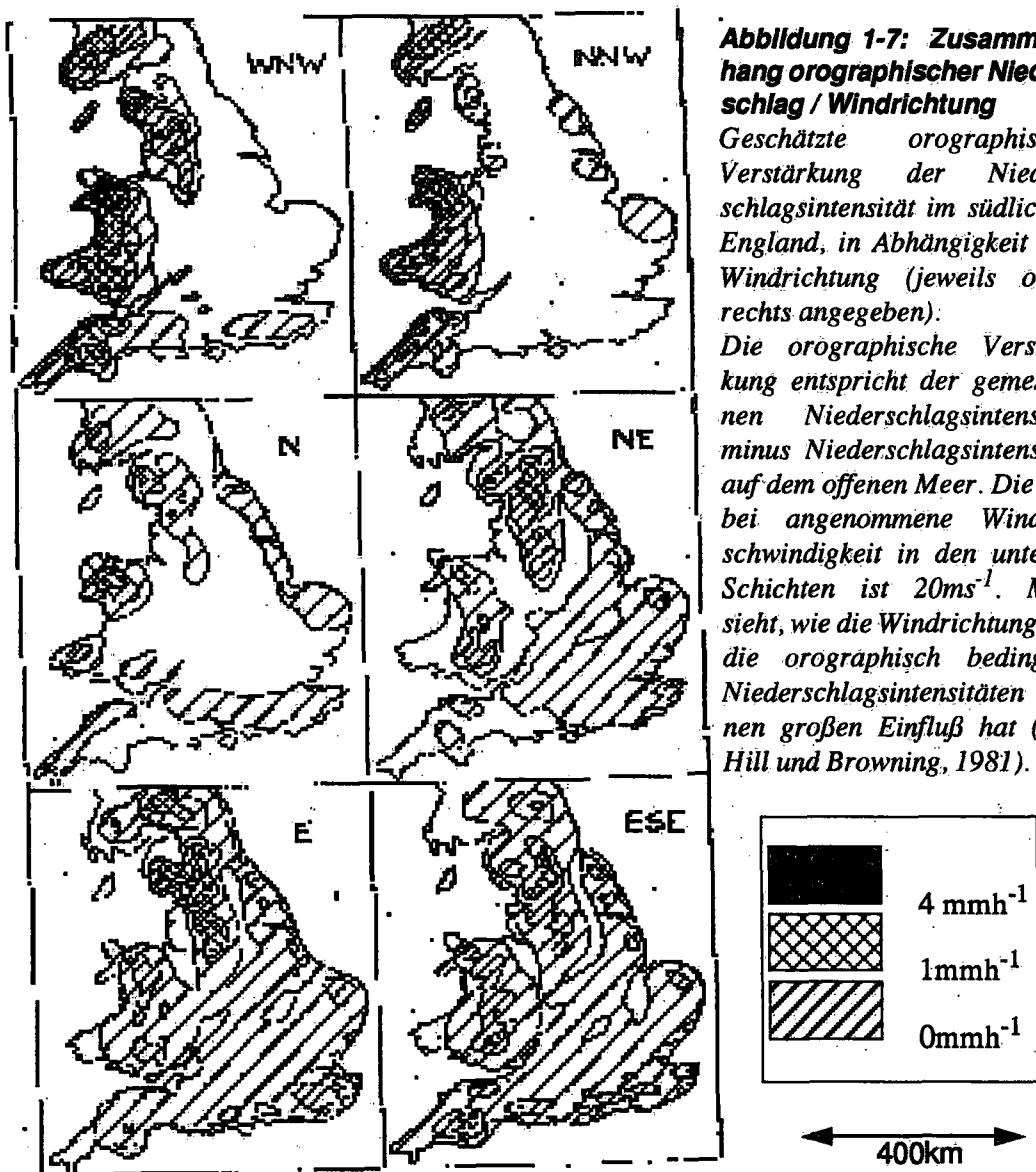 WNW
NNW
N
NE
E
ESE
Abbildung 1-7: Zusamm
hang orographischer Nied
schlag / Windrichtung
Geschätzte orographis
Verstärkung der Nied
schlagsintensität im südlic
England, in Abhängigkeit
Windrichtung (jeweils o
rechts angegeben).
Die orographische Vers
kung entspricht der geme
nen Niederschlagsintens
minus Niederschlagsintens
auf dem offenen Meer. Die
bei angenommene Wind
schwindigkeit in den unte
Schichten ist 20ms⁻¹. M
sieht, wie die Windrichtung
die orographisch beding
Niederschlagsintensitäten
nen großen Einfluß hat (
Hill und Browning, 1981).
4 mmh⁻¹
1mmh⁻¹
0mmh⁻¹
400km